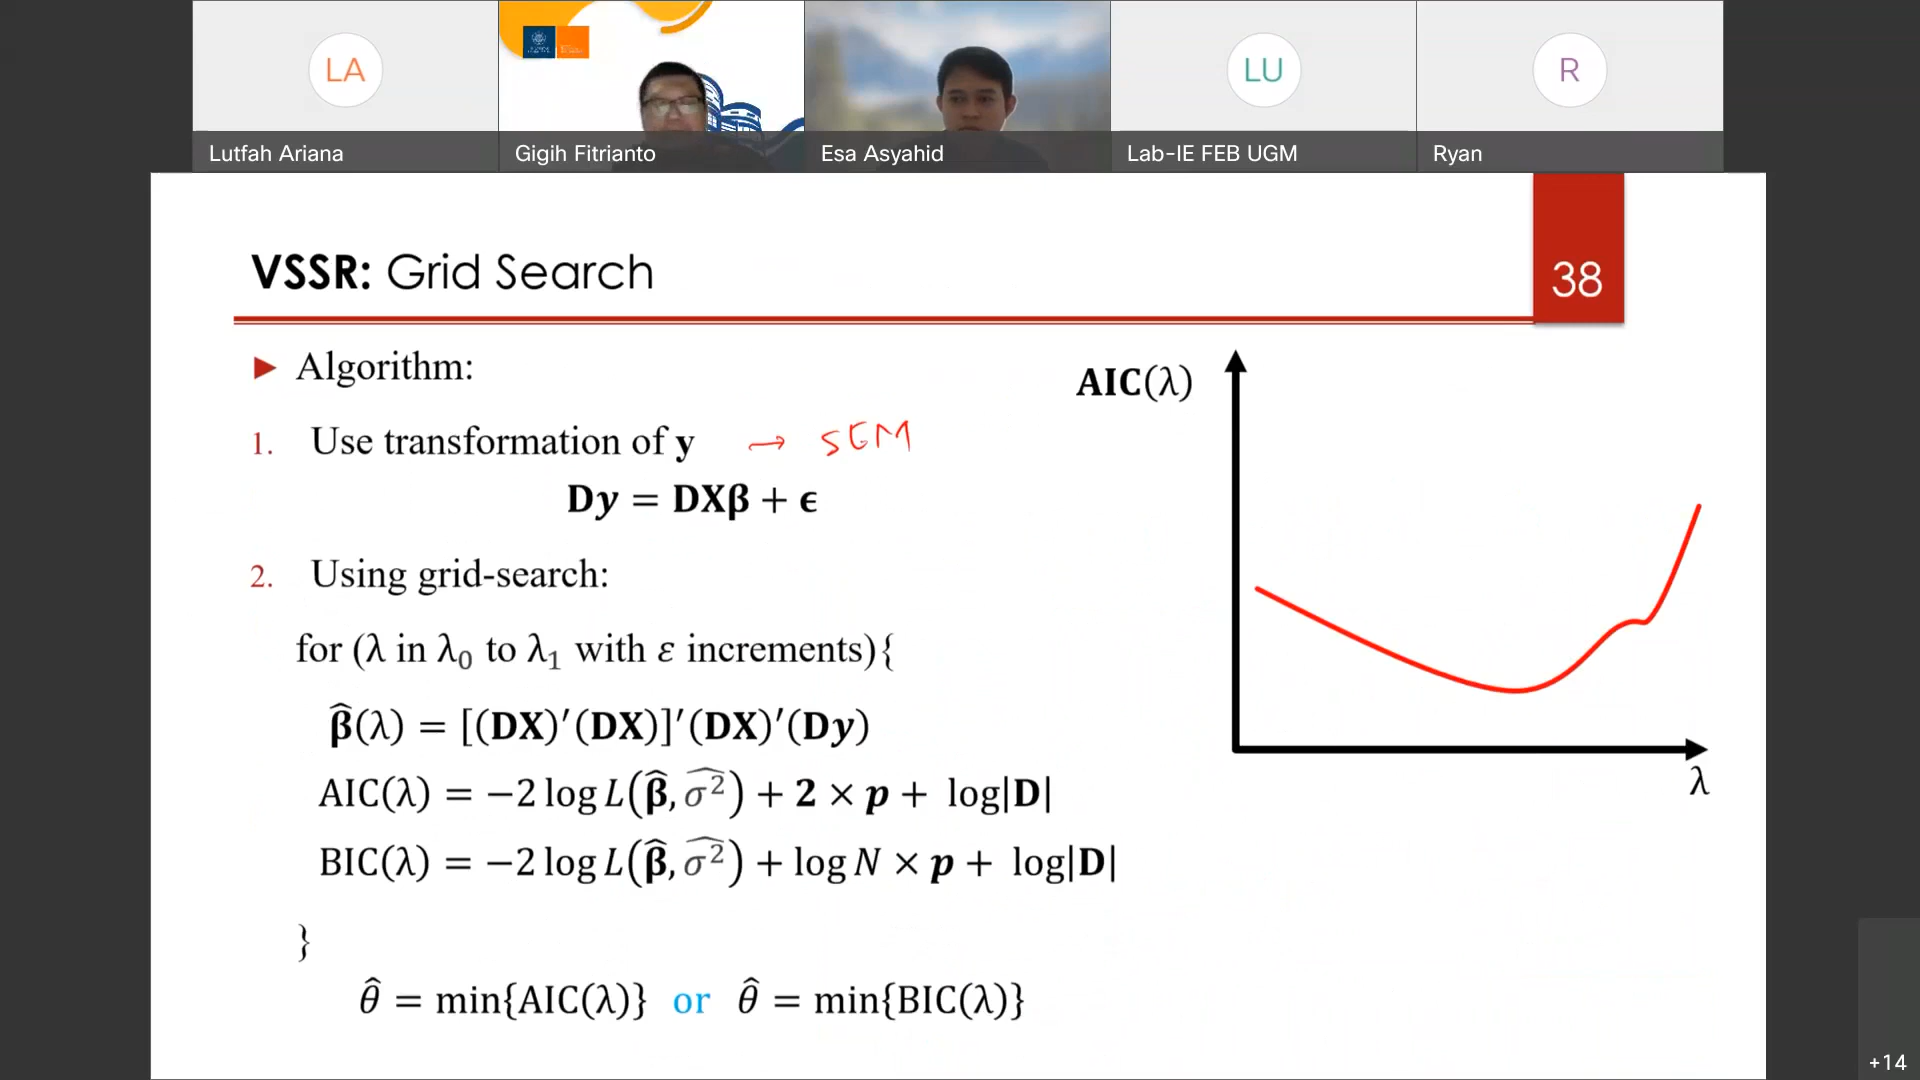 LA
LU
R
Lutfah Ariana
Gigih Fitrianto
Esa Asyahid
Lab-IE FEB UGM
Ryan
VSSR: Grid Search
38
► Algorithm:
1. Use transformation of y → SEM
Dy = DXβ + ϵ
2. Using grid-search:
for (λ in λ₀ to λ₁ with ε increments){
β̂(λ) = [(DX)′(DX)]′(DX)′(Dy)
AIC(λ) = −2 log L(β̂, σ̂²) + 2 × p + log|D|
BIC(λ) = −2 log L(β̂, σ̂²) + log N × p + log|D|
}
θ̂ = min{AIC(λ)} or θ̂ = min{BIC(λ)}
AIC(λ)
λ
+14